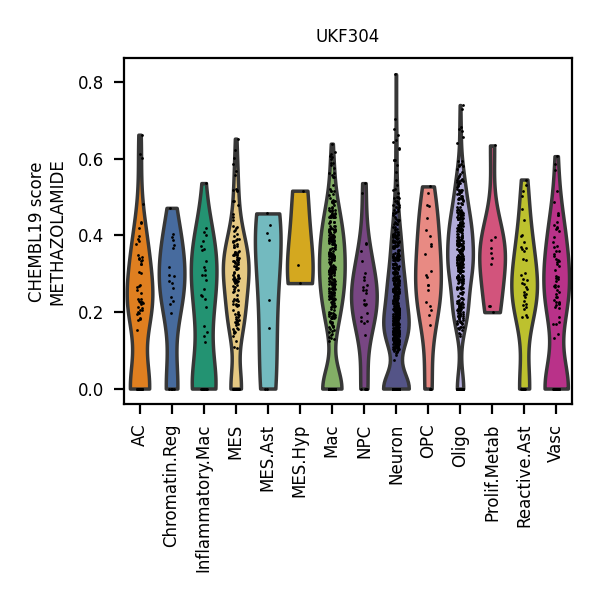 UKF304
CHEMBL19 score
METHAZOLAMIDE
0.8
0.6
0.4
0.2
0.0
AC
Chromatin.Reg
Inflammatory.Mac
MES
MES.Ast
MES.Hyp
Mac
NPC
Neuron
OPC
Oligo
Prolif.Metab
Reactive.Ast
Vasc